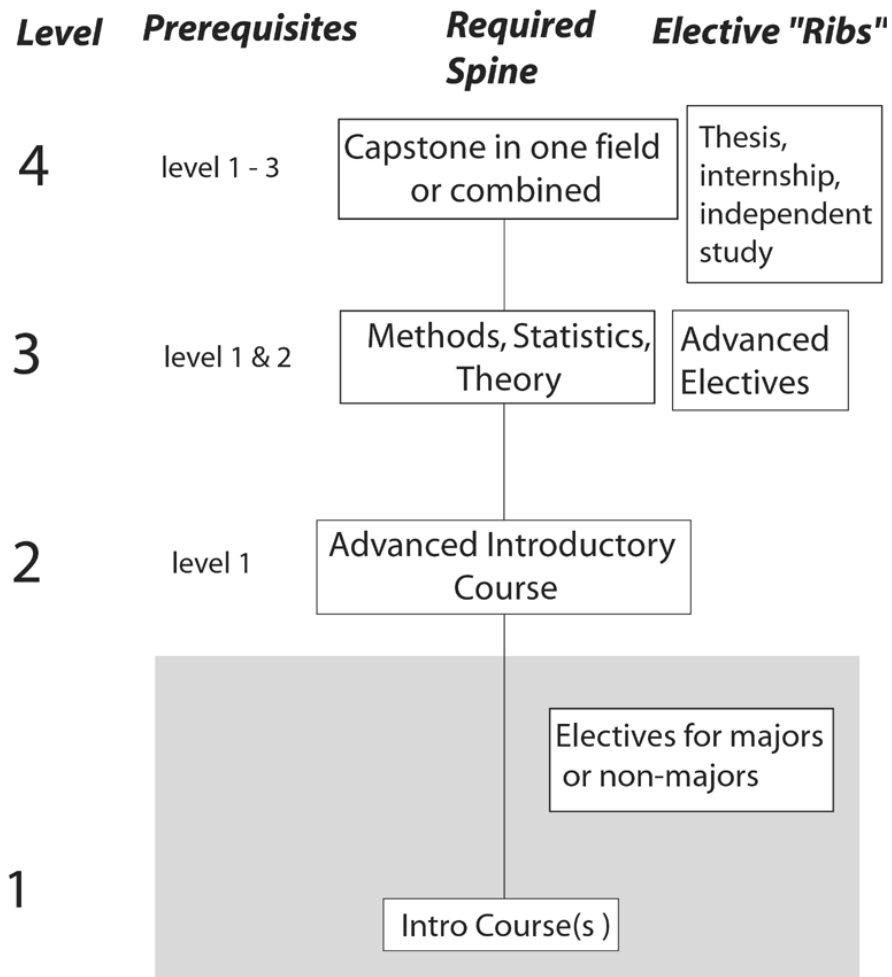 Level
Prerequisites
Required
Spine
Elective "Ribs"
4
level 1 - 3
Capstone in one field
or combined
Thesis,
internship,
independent
study
3
level 1 & 2
Methods, Statistics,
Theory
Advanced
Electives
2
level 1
Advanced Introductory
Course
Electives for majors
or non-majors
1
Intro Course(s )